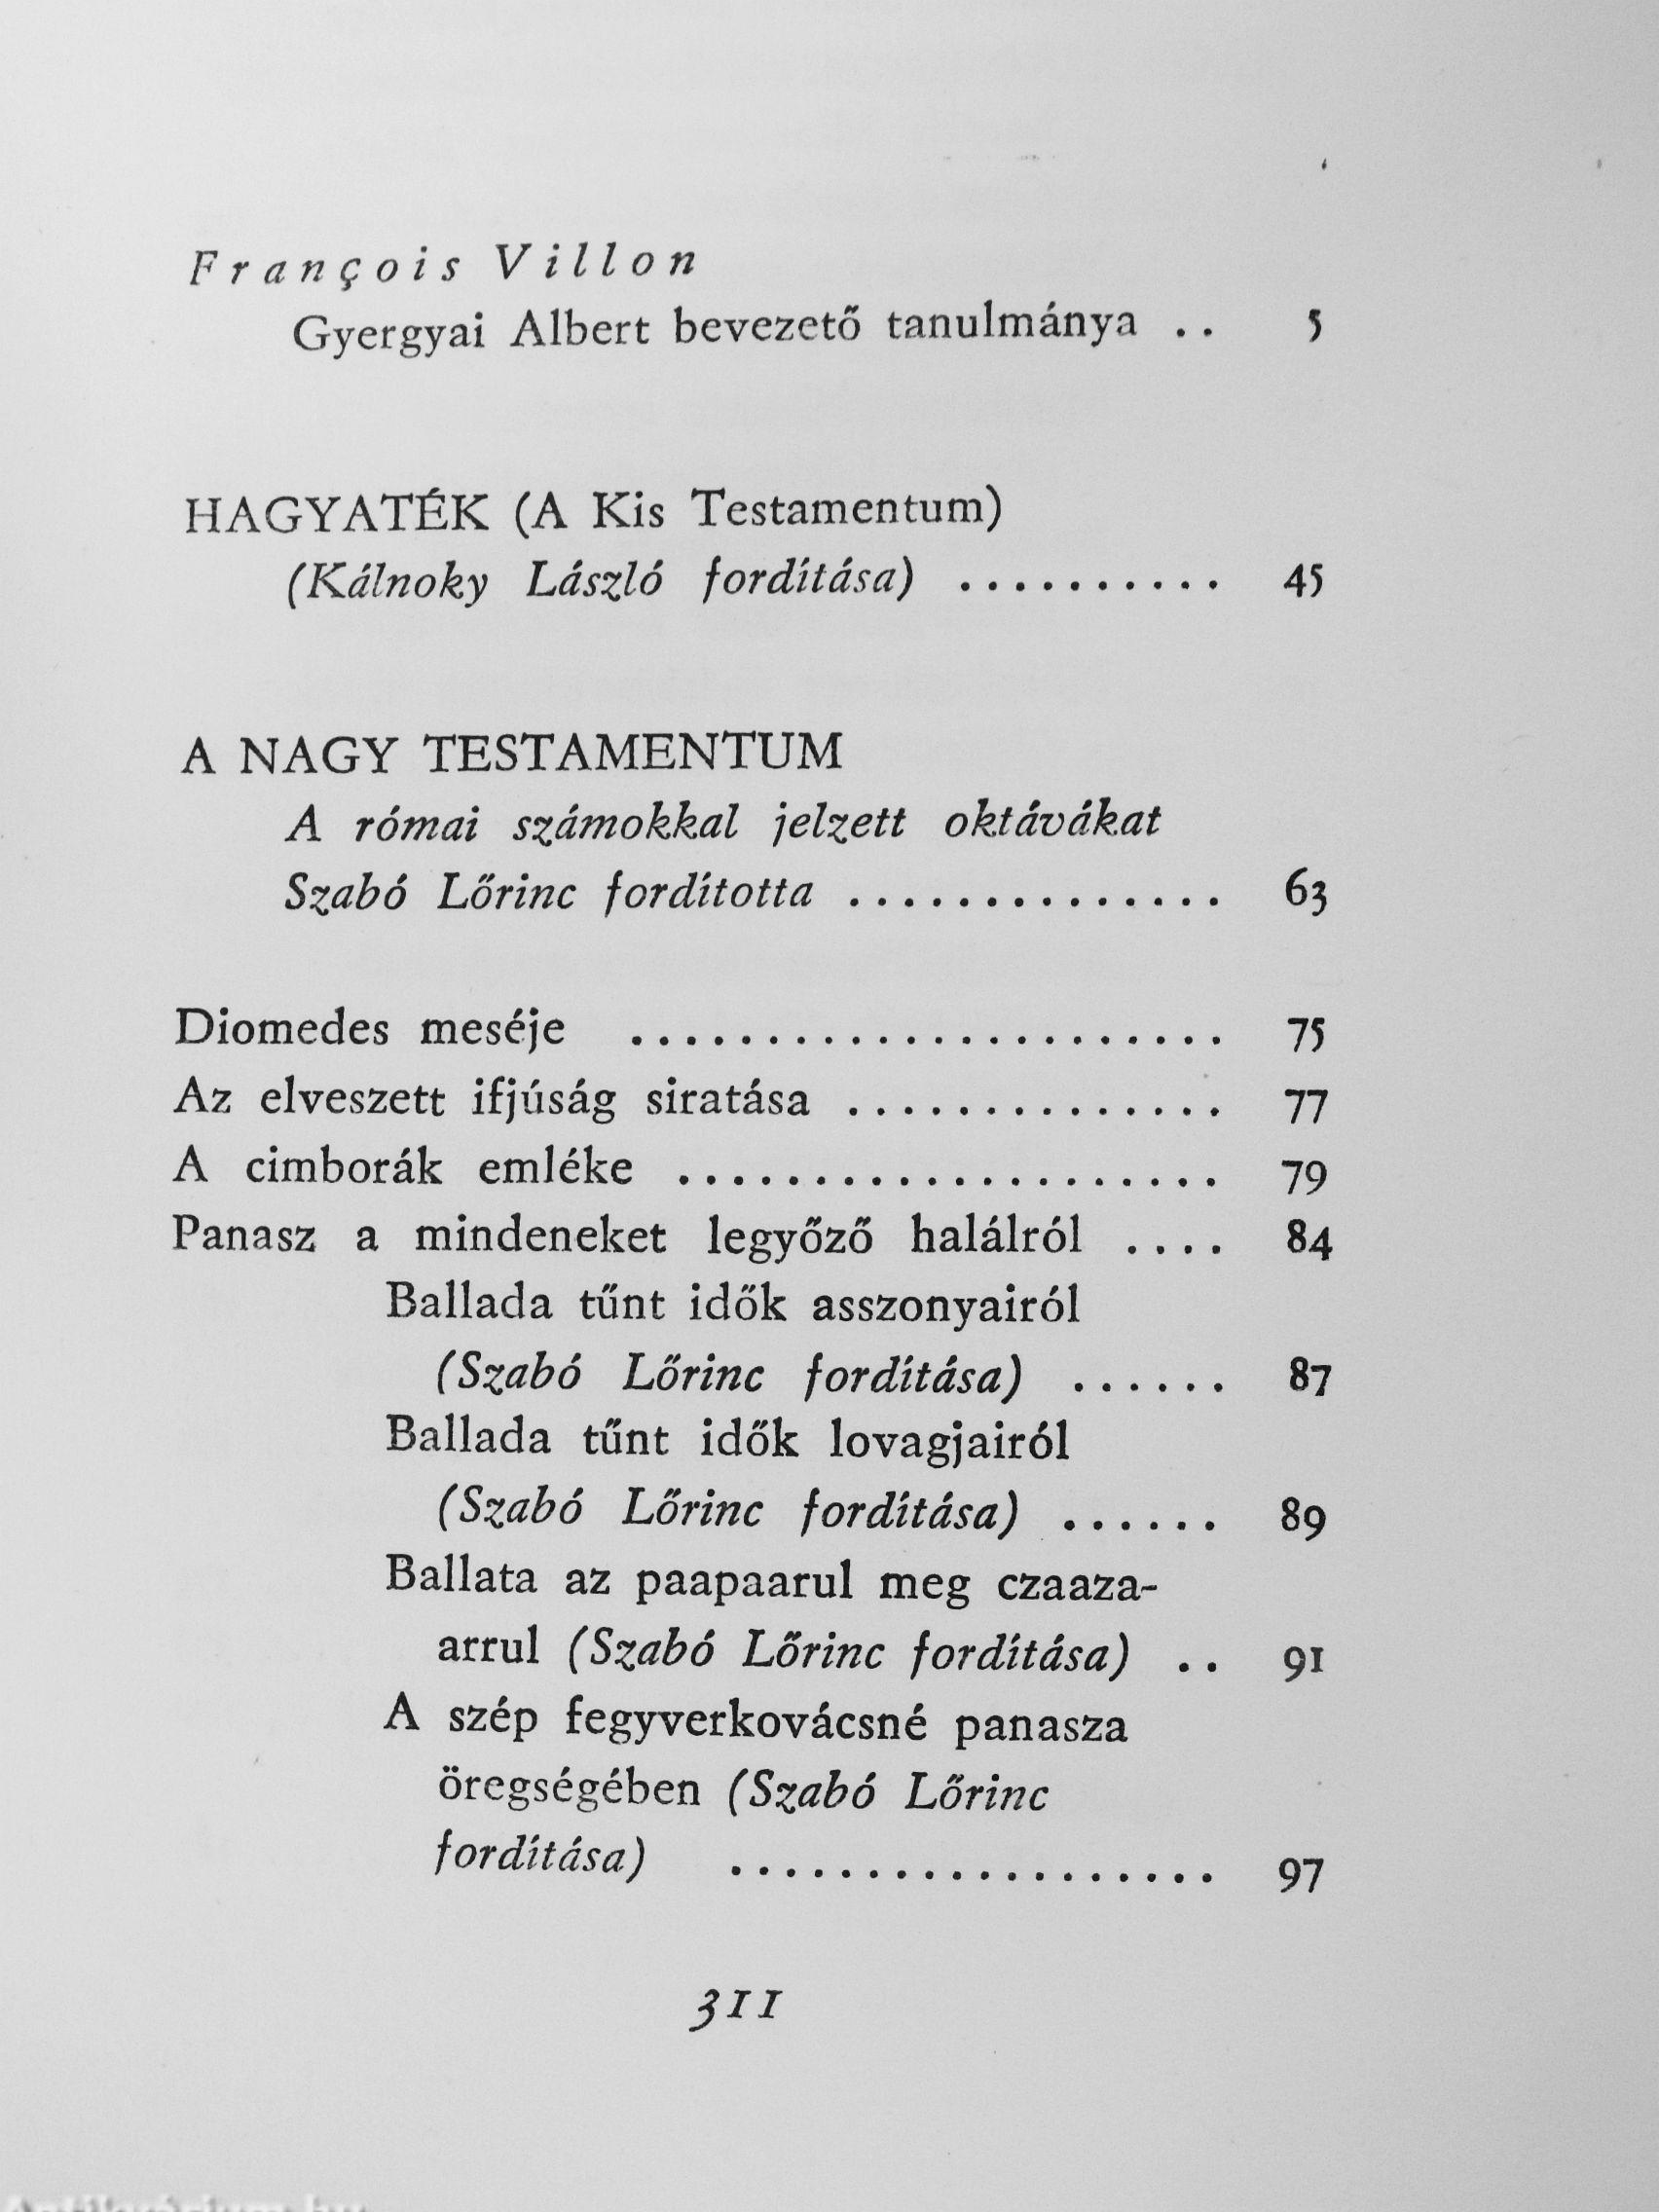 François Villon
Gyergyai Albert bevezető tanulmánya . . 5
HAGYATÉK (A Kis Testamentum)
(Kálnoky László fordítása) . . . . . . . . . . 45
A NAGY TESTAMENTUM
A római számokkal jelzett oktávákat
Szabó Lőrinc fordította . . . . . . . . . . . . . . 63
Diomedes meséje . . . . . . . . . . . . . . . . . . . . . . 75
Az elveszett ifjúság siratása . . . . . . . . . . . . . . 77
A cimborák emléke . . . . . . . . . . . . . . . . . . . . 79
Panasz a mindeneket legyőző halálról . . . . 84
Ballada tűnt idők asszonyairól
(Szabó Lőrinc fordítása) . . . . . . 87
Ballada tűnt idők lovagjairól
(Szabó Lőrinc fordítása) . . . . . . 89
Ballata az paapaarul meg czaaza-
arrul (Szabó Lőrinc fordítása) . . 91
A szép fegyverkovácsné panasza
öregségében (Szabó Lőrinc
fordítása) . . . . . . . . . . . . . . . . . . 97
311